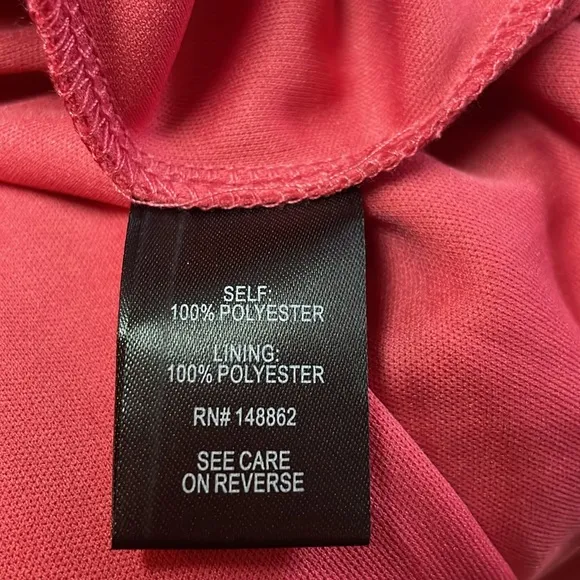 SELF:
100% POLYESTER
LINING:
100% POLYESTER
RN# 148862
SEE CARE
ON REVERSE